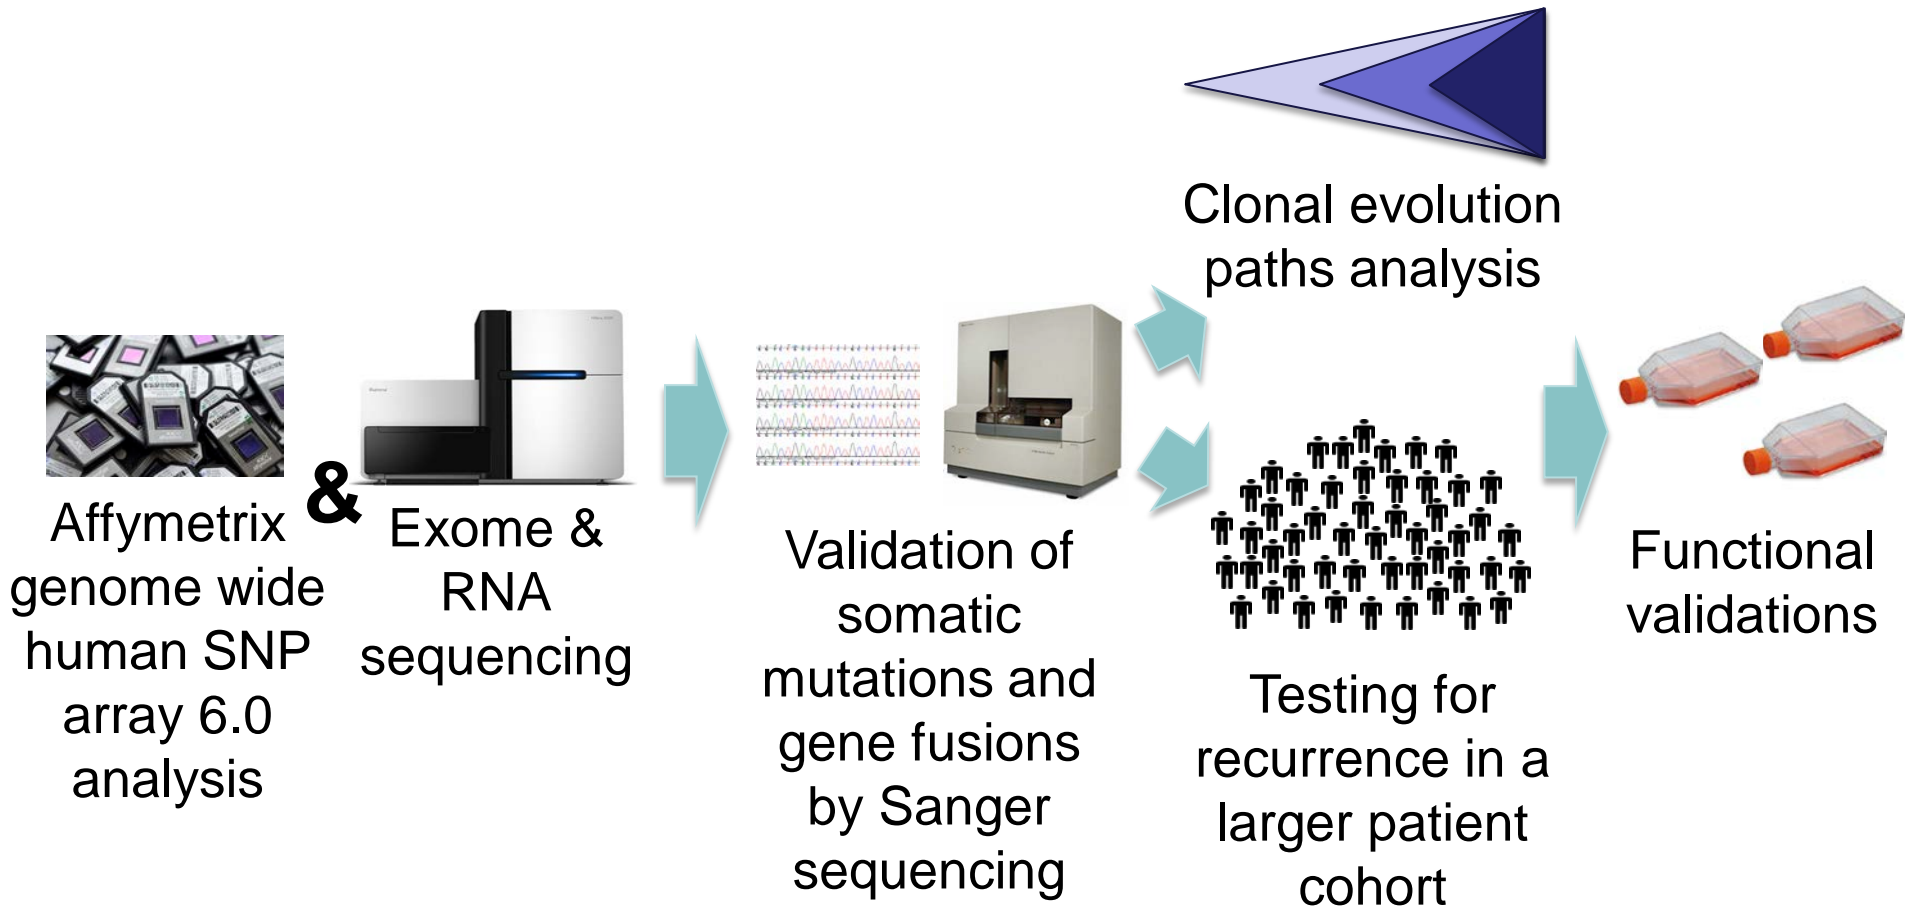 Clonal evolution
paths analysis
&
Affymetrix
genome wide
human SNP
array 6.0
analysis
Exome &
RNA
sequencing
Validation of
somatic
mutations and
gene fusions
by Sanger
sequencing
Testing for
recurrence in a
larger patient
cohort
Functional
validations